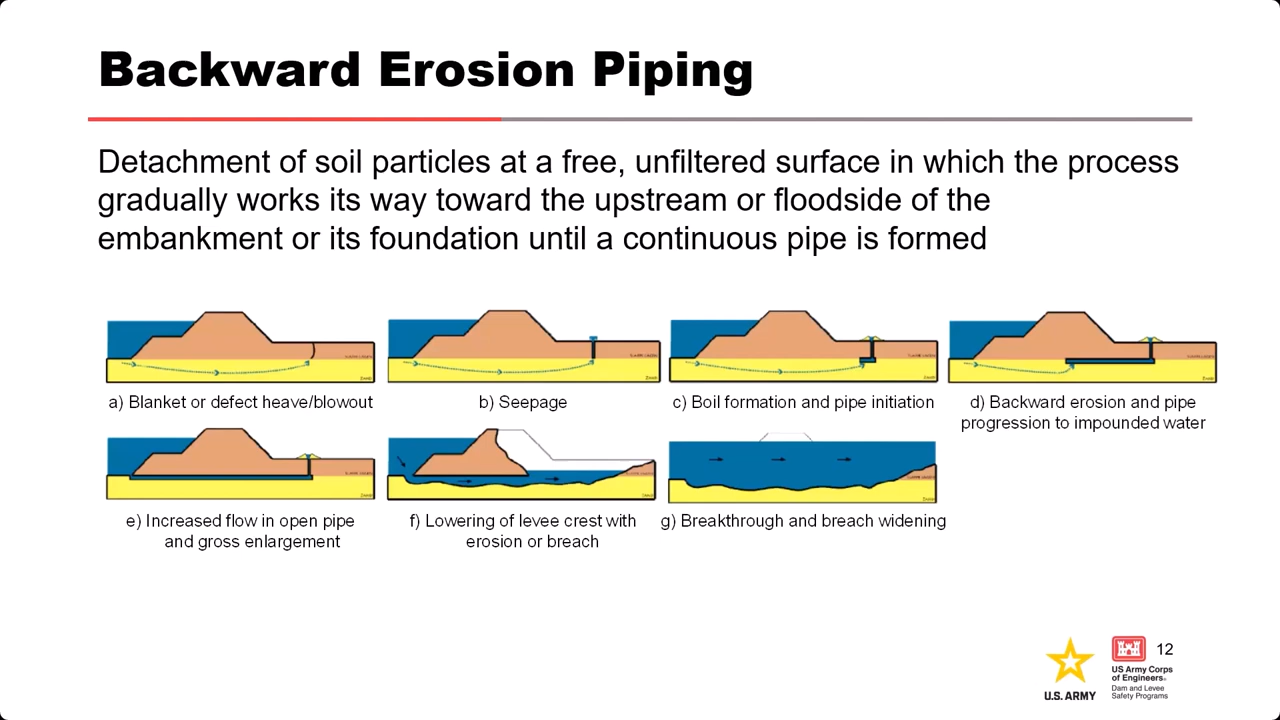 Backward Erosion Piping
Detachment of soil particles at a free, unfiltered surface in which the process
gradually works its way toward the upstream or floodside of the
embankment or its foundation until a continuous pipe is formed
a) Blanket or defect heave/blowout
b) Seepage
c) Boil formation and pipe initiation
d) Backward erosion and pipe
progression to impounded water
e) Increased flow in open pipe
and gross enlargement
f) Lowering of levee crest with
erosion or breach
g) Breakthrough and breach widening
U.S. ARMY
US Army Corps
of Engineers®
Dam and Levee
Safety Programs
12